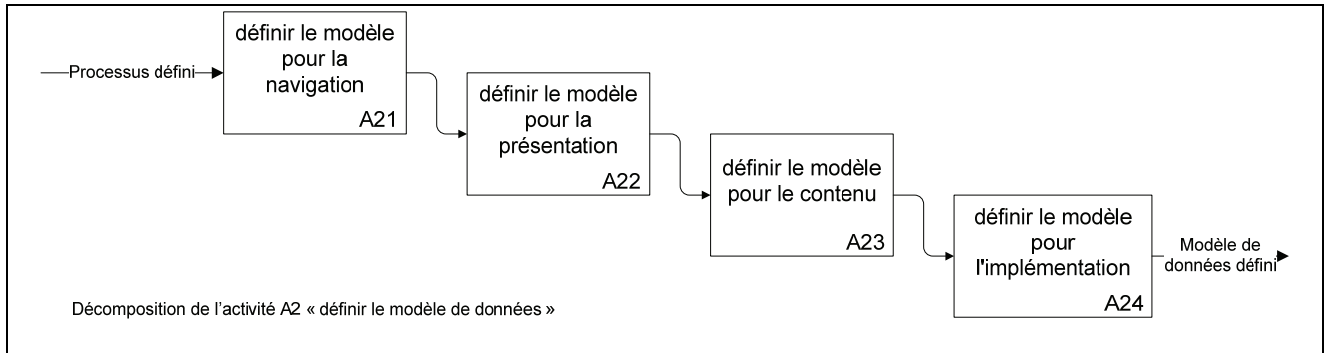 Processus défini
définir le modèle
pour la
navigation
A21
définir le modèle
pour la
présentation
A22
définir le modèle
pour le contenu
A23
définir le modèle
pour
l'implémentation
A24
Modèle de
données défini
Décomposition de l’activité A2 « définir le modèle de données »